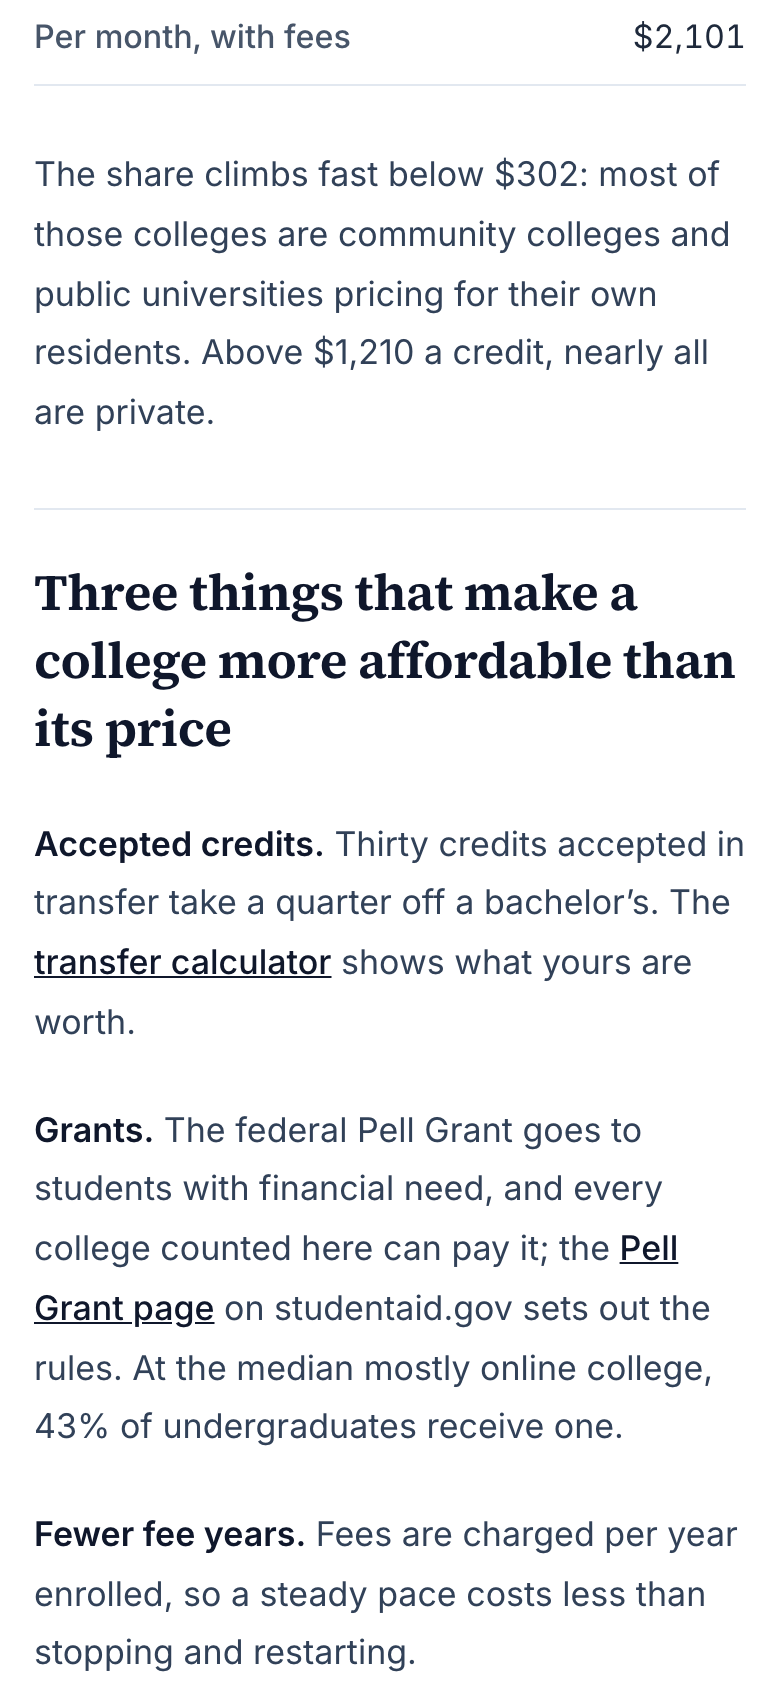 Per month, with fees $2,101
The share climbs fast below $302: most of
those colleges are community colleges and
public universities pricing for their own
residents. Above $1,210 a credit, nearly all
are private.
Three things that make a
college more affordable than
its price
Accepted credits. Thirty credits accepted in
transfer take a quarter off a bachelor’s. The
transfer calculator shows what yours are
worth.
Grants. The federal Pell Grant goes to
students with financial need, and every
college counted here can pay it; the Pell
Grant page on studentaid.gov sets out the
rules. At the median mostly online college,
43% of undergraduates receive one.
Fewer fee years. Fees are charged per year
enrolled, so a steady pace costs less than
stopping and restarting.